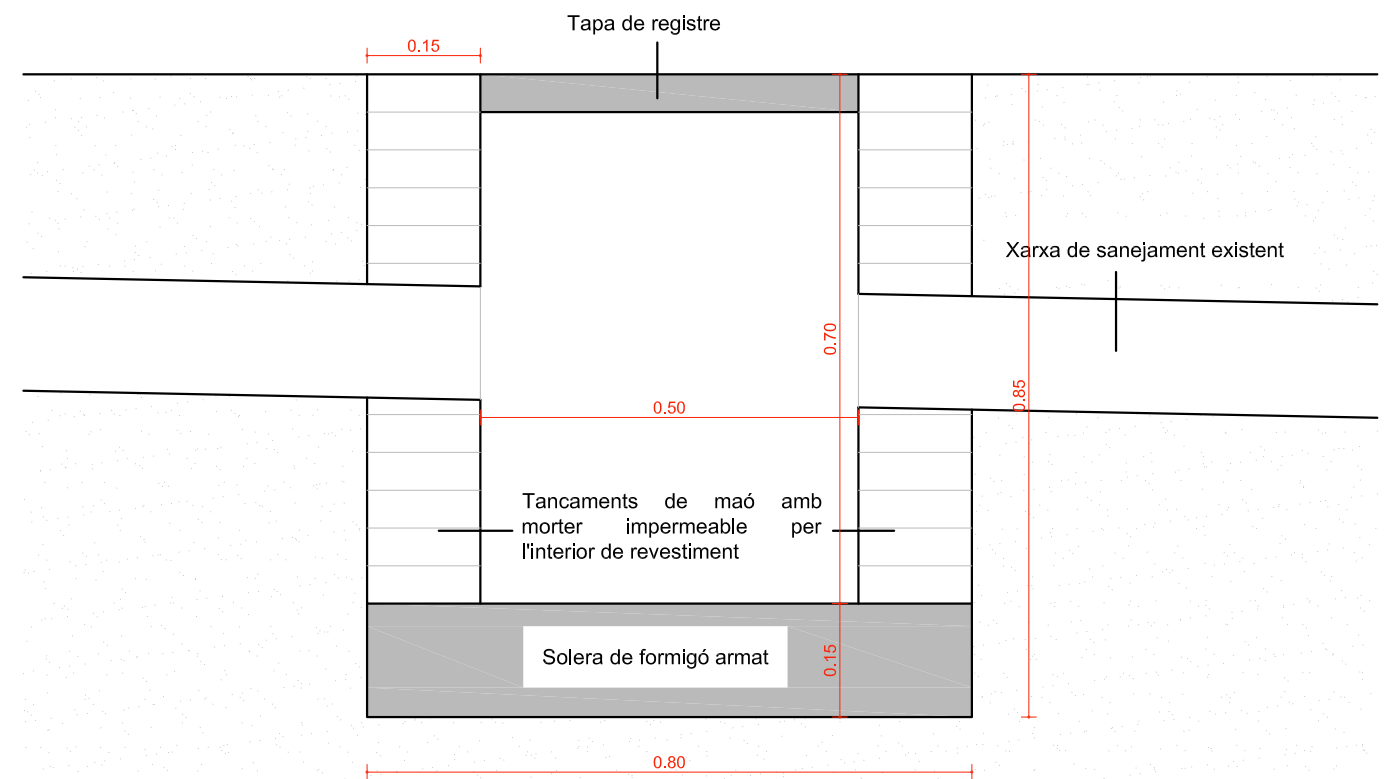 Tapa de registre
0.15
Xarxa de sanejament existent
0.70
0.85
0.50
Tancaments de maó amb
morter impermeable per
l'interior de revestiment
Solera de formigó armat
0.15
0.80